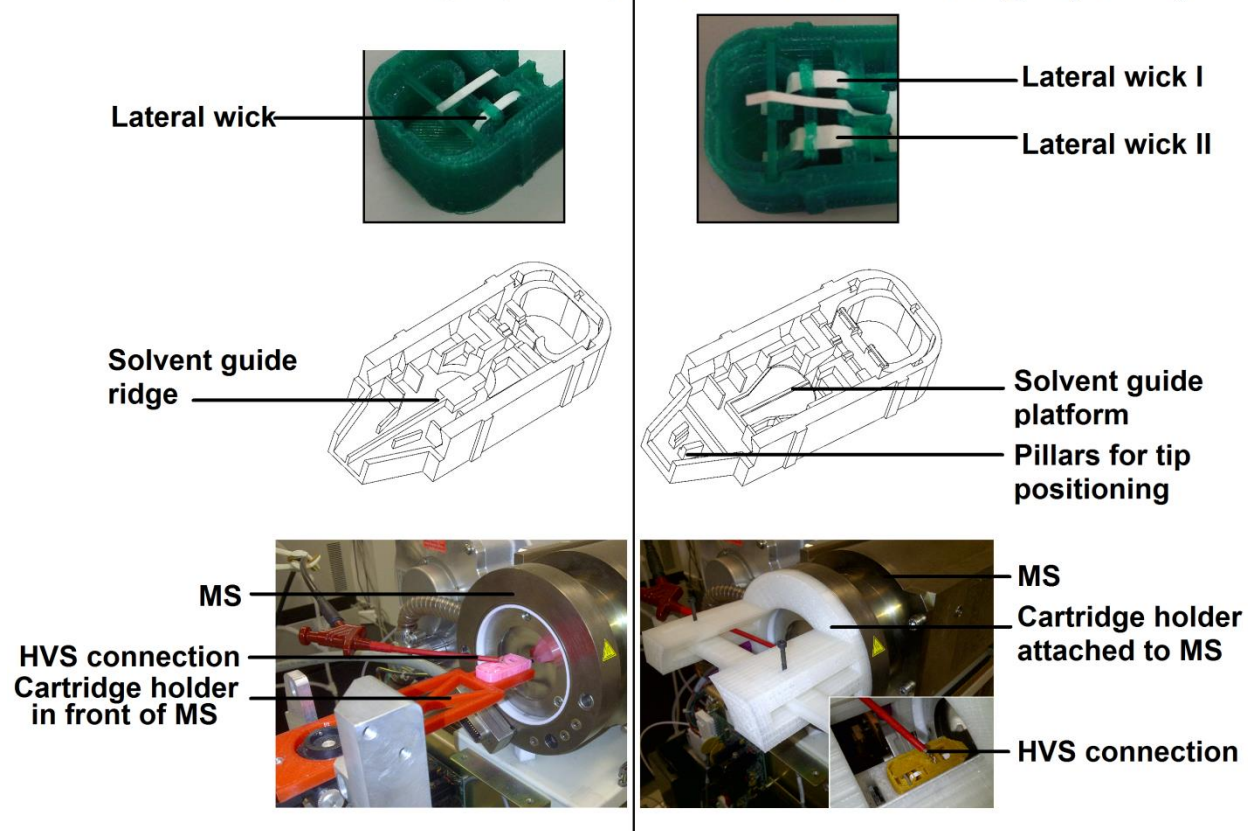 Lateral wick
Lateral wick I
Lateral wick II
Solvent guide
ridge
Solvent guide
platform
Pillars for tip
positioning
MS
HVS connection
Cartridge holder
in front of MS
MS
Cartridge holder
attached to MS
HVS connection